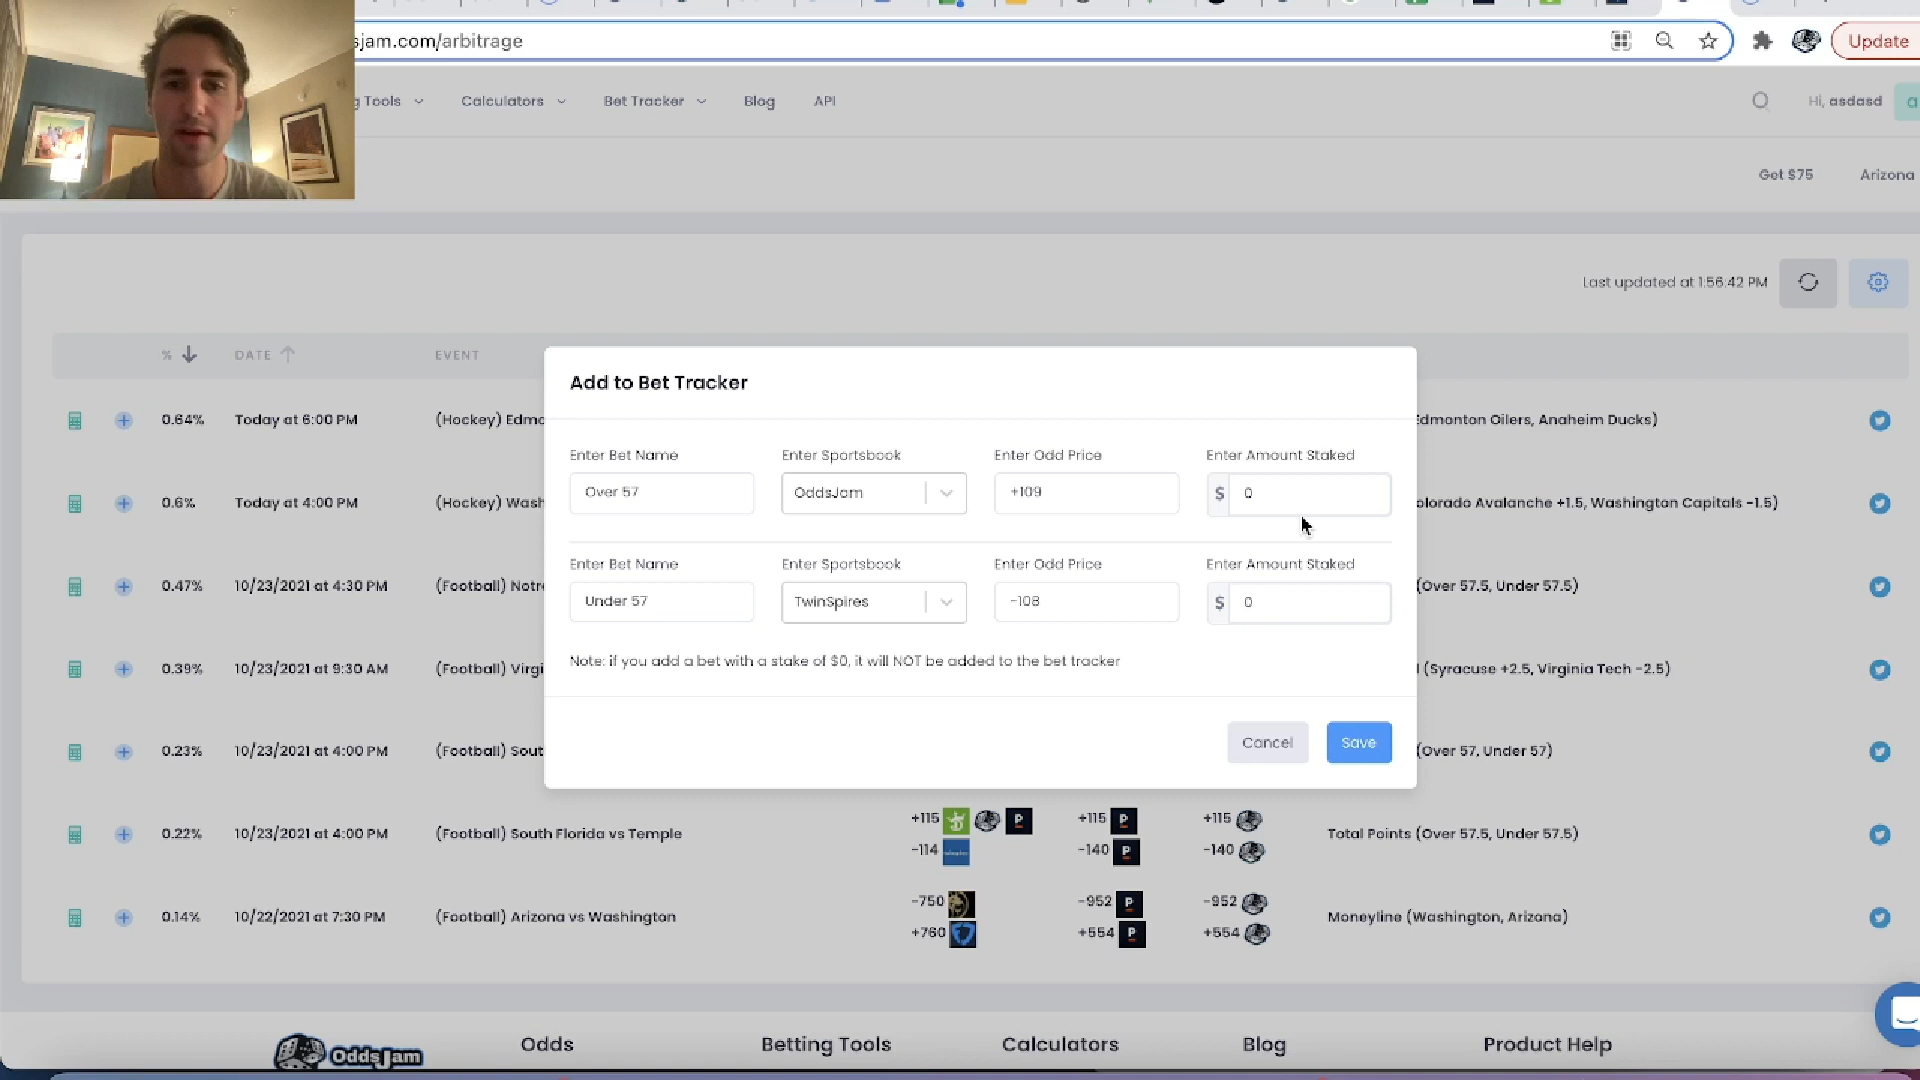 sjam.com/arbitrage
Update
g Tools
Calculators
Bet Tracker
Blog
API
Hi, asdasd
a
Get $75
Arizona
Last updated at 1:56:42 PM
%
DATE
EVENT
0.64%
Today at 6:00 PM
(Hockey) Edmo
Edmonton Oilers, Anaheim Ducks)
0.6%
Today at 4:00 PM
(Hockey) Wash
olorado Avalanche +1.5, Washington Capitals -1.5)
0.47%
10/23/2021 at 4:30 PM
(Football) Notre
(Over 57.5, Under 57.5)
0.39%
10/23/2021 at 9:30 AM
(Football) Virgi
(Syracuse +2.5, Virginia Tech -2.5)
0.23%
10/23/2021 at 4:00 PM
(Football) Sout
(Over 57, Under 57)
0.22%
10/23/2021 at 4:00 PM
(Football) South Florida vs Temple
+115
P
+115
P
+115
-114
-140
P
-140
Total Points (Over 57.5, Under 57.5)
0.14%
10/22/2021 at 7:30 PM
(Football) Arizona vs Washington
-750
-952
P
-952
+760
+554
P
+554
Moneyline (Washington, Arizona)
Add to Bet Tracker
Enter Bet Name
Enter Sportsbook
Enter Odd Price
Enter Amount Staked
Over 57
OddsJam
+109
$ 0
Enter Bet Name
Enter Sportsbook
Enter Odd Price
Enter Amount Staked
Under 57
TwinSpires
-108
$ 0
Note: if you add a bet with a stake of $0, it will NOT be added to the bet tracker
Cancel
Save
OddsJam
Odds
Betting Tools
Calculators
Blog
Product Help